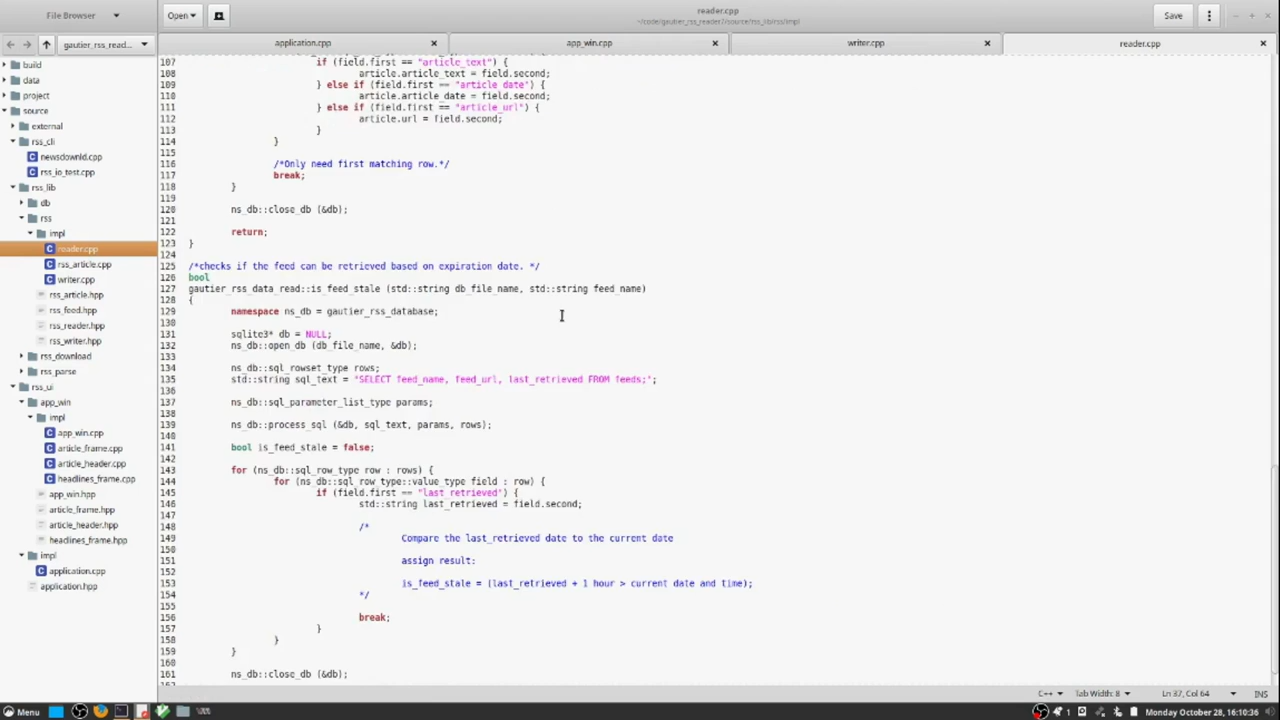 File Browser
Open
reader.cpp
~/code/gautier_rss_reader7/source/rss_lib/rss/impl
Save
gautier_rss_read...
application.cpp
app_win.cpp
writer.cpp
reader.cpp
build
data
project
source
external
rss_cli
newsdownld.cpp
rss_io_test.cpp
rss_lib
db
rss
impl
reader.cpp
rss_article.cpp
writer.cpp
rss_article.hpp
rss_feed.hpp
rss_reader.hpp
rss_writer.hpp
rss_download
rss_parse
rss_ui
app_win
impl
app_win.cpp
article_frame.cpp
article_header.cpp
headlines_frame.cpp
app_win.hpp
article_frame.hpp
article_header.hpp
headlines_frame.hpp
impl
application.cpp
application.hpp
107 if (field.first == "article_text") {
108 article.article_text = field.second;
109 } else if (field.first == "article_date") {
110 article.article_date = field.second;
111 } else if (field.first == "article_url") {
112 article.url = field.second;
113 }
114 }
115
116 /*Only need first matching row.*/
117 break;
118 }
119
120 ns_db::close_db (&db);
121
122 return;
123 }
124
125 /*checks if the feed can be retrieved based on expiration date. */
126 bool
127 gautier_rss_data_read::is_feed_stale (std::string db_file_name, std::string feed_name)
128 {
129 namespace ns_db = gautier_rss_database;
130
131 sqlite3* db = NULL;
132 ns_db::open_db (db_file_name, &db);
133
134 ns_db::sql_rowset_type rows;
135 std::string sql_text = "SELECT feed_name, feed_url, last_retrieved FROM feeds;";
136
137 ns_db::sql_parameter_list_type params;
138
139 ns_db::process_sql (&db, sql_text, params, rows);
140
141 bool is_feed_stale = false;
142
143 for (ns_db::sql_row_type row : rows) {
144 for (ns_db::sql_row_type::value_type field : row) {
145 if (field.first == "last_retrieved") {
146 std::string last_retrieved = field.second;
147
148 /*
149 Compare the last_retrieved date to the current date
150
151 assign result:
152
153 is_feed_stale = (last_retrieved + 1 hour > current date and time);
154 */
155
156 break;
157 }
158 }
159 }
160
161 ns_db::close_db (&db);
C++
Tab Width: 8
Ln 37, Col 64
INS
Menu
1
Monday October 28, 16:10:36